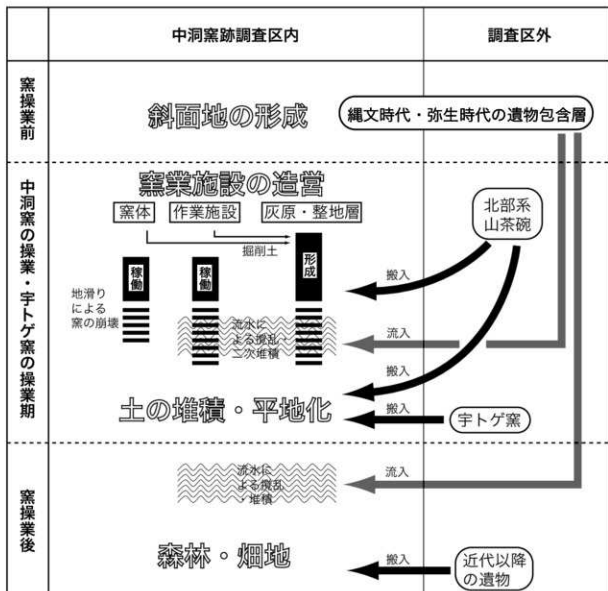 中洞窯跡調査区内
調査区外
窯操業前
斜面地の形成
縄文時代・弥生時代の遺物包含層
中洞窯の操業・宇トゲ窯の操業期
窯業施設の造営
窯体
作業施設
灰原・整地層
掘削土
北部系
山茶碗
稼働
稼働
形成
搬入
地滑り
による
窯の崩壊
流水に
よる攪乱・
二次堆積
流入
搬入
土の堆積・平地化
搬入
宇トゲ窯
窯操業後
流水に
よる攪乱
・堆積
流入
森林・畑地
搬入
近代以降
の遺物